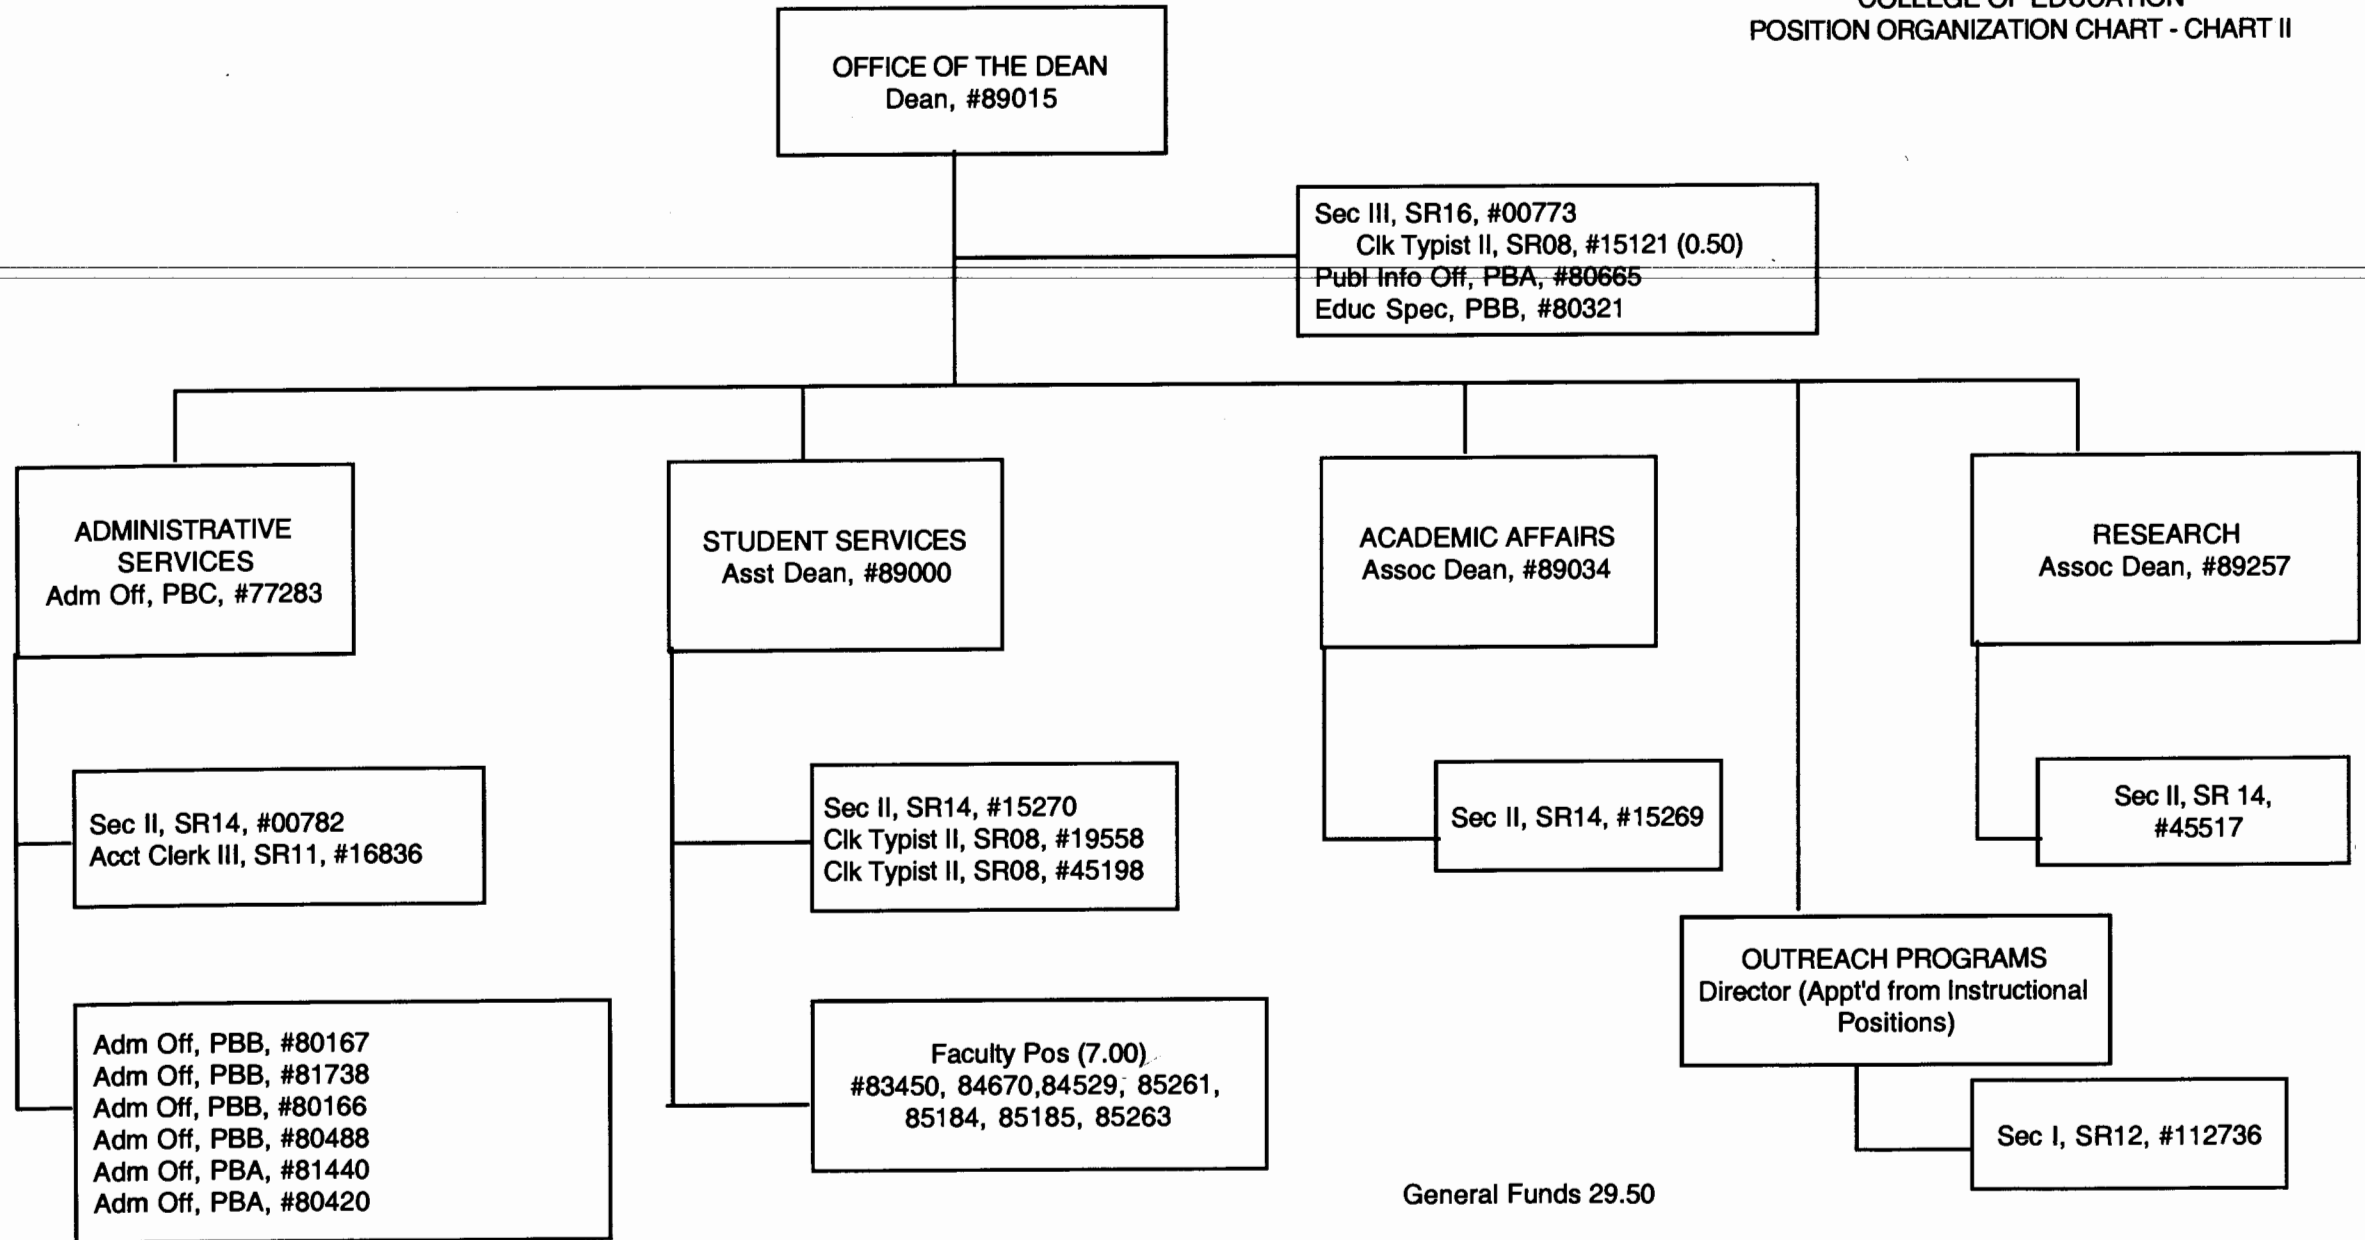 COLLEGE OF EDUCATION
POSITION ORGANIZATION CHART - CHART II
OFFICE OF THE DEAN
Dean, #89015
Sec III, SR16, #00773
Clk Typist II, SR08, #15121 (0.50)
Publ Info Off, PBA, #80665
Educ Spec, PBB, #80321
ADMINISTRATIVE
SERVICES
Adm Off, PBC, #77283
STUDENT SERVICES
Asst Dean, #89000
ACADEMIC AFFAIRS
Assoc Dean, #89034
RESEARCH
Assoc Dean, #89257
Sec II, SR14, #00782
Acct Clerk III, SR11, #16836
Sec II, SR14, #15270
Clk Typist II, SR08, #19558
Clk Typist II, SR08, #45198
Sec II, SR14, #15269
Sec II, SR 14,
#45517
OUTREACH PROGRAMS
Director (Appt'd from Instructional
Positions)
Adm Off, PBB, #80167
Adm Off, PBB, #81738
Adm Off, PBB, #80166
Adm Off, PBB, #80488
Adm Off, PBA, #81440
Adm Off, PBA, #80420
Faculty Pos (7.00)
#83450, 84670,84529, 85261,
85184, 85185, 85263
Sec I, SR12, #112736
General Funds 29.50